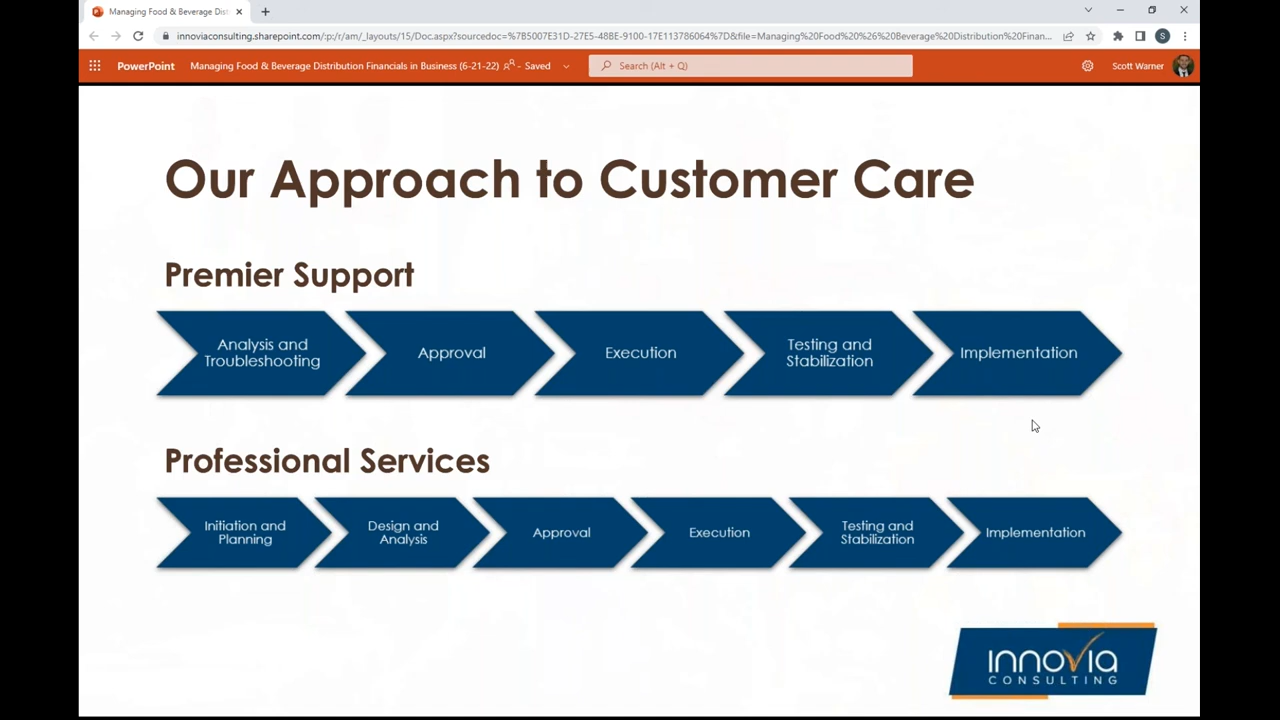 Managing Food & Beverage Dist
innoviaconsulting.sharepoint.com/:p:/r/am/_layouts/15/Doc.aspx?sourcedoc=%7B5007E31D-27E5-48BE-9100-17E113786064%7D&file=Managing%20Food%20%26%20Beverage%20Distribution%20Finan...
S
PowerPoint
Managing Food & Beverage Distribution Financials in Business (6-21-22) - Saved
Search (Alt + Q)
Scott Warner
Our Approach to Customer Care
Premier Support
Analysis and
Troubleshooting
Approval
Execution
Testing and
Stabilization
Implementation
Professional Services
Initiation and
Planning
Design and
Analysis
Approval
Execution
Testing and
Stabilization
Implementation
innovia
CONSULTING